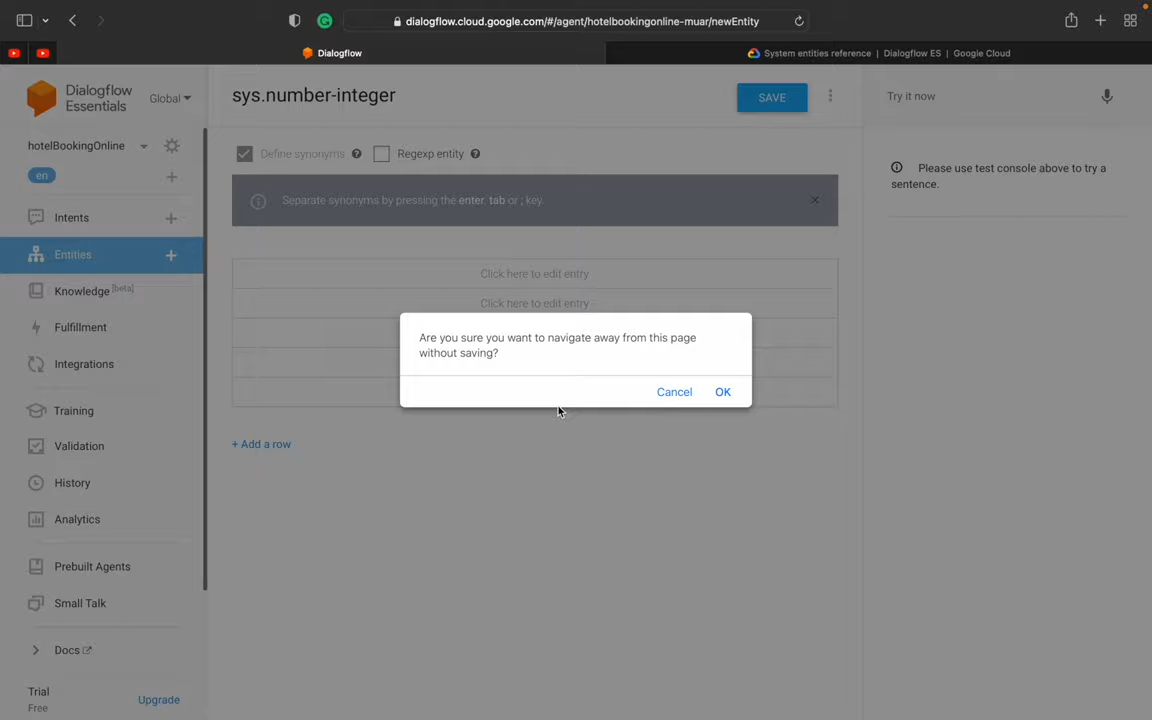 dialogflow.cloud.google.com/#/agent/hotelbookingonline-muar/newEntity
Dialogflow
System entities reference | Dialogflow ES | Google Cloud
Dialogflow
Essentials
Global
sys.number-integer
SAVE
Try it now
hotelBookingOnline
en
Define synonyms
Regexp entity
Please use test console above to try a
sentence.
Separate synonyms by pressing the enter, tab or ; key.
Intents
Entities
Knowledge [beta]
Fulfillment
Integrations
Training
Validation
History
Analytics
Prebuilt Agents
Small Talk
Docs
Trial
Free
Upgrade
Click here to edit entry
Click here to edit entry
Are you sure you want to navigate away from this page
without saving?
Cancel
OK
+ Add a row